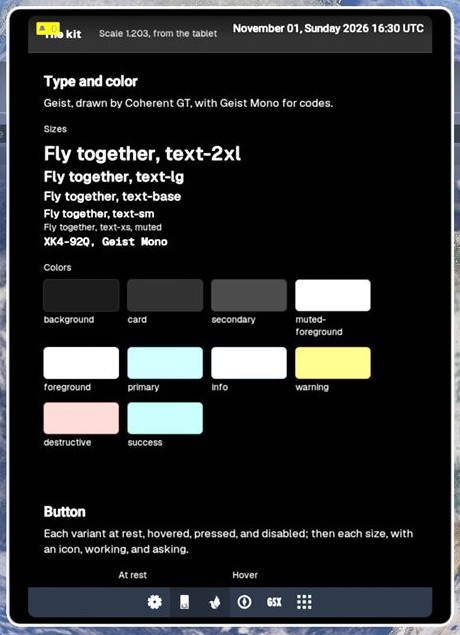 kit
Scale 1.203, from the tablet
November 01, Sunday 2026 16:30 UTC
Type and color
Geist, drawn by Coherent GT, with Geist Mono for codes.
Sizes
Fly together, text-2xl
Fly together, text-lg
Fly together, text-base
Fly together, text-sm
Fly together, text-xs, muted
XK4-92Q, Geist Mono
Colors
background
card
secondary
muted-
foreground
foreground
primary
info
warning
destructive
success
Button
Each variant at rest, hovered, pressed, and disabled; then each size, with
an icon, working, and asking.
At rest
Hover
GSX